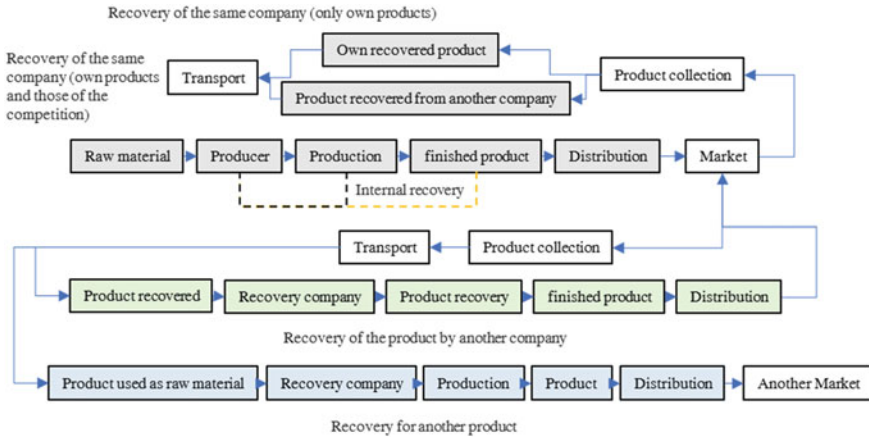 Recovery of the same company (only own products)
Own recovered product
Recovery of the same
company (own products
and those of the
competition)
Transport
Product collection
Product recovered from another company
Raw material
Producer
Production
finished product
Distribution
Market
Internal recovery
Transport
Product collection
Product recovered
Recovery company
Product recovery
finished product
Distribution
Recovery of the product by another company
Product used as raw material
Recovery company
Production
Product
Distribution
Another Market
Recovery for another product